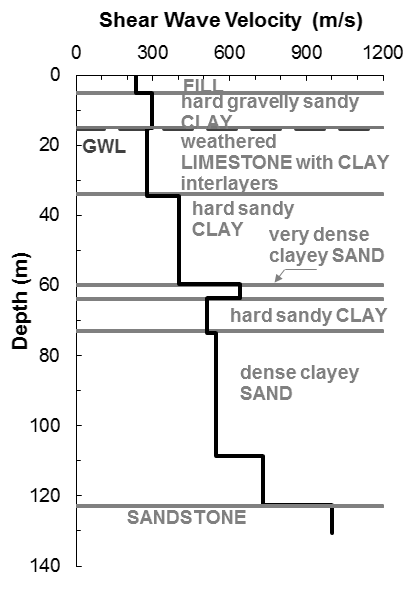 Shear Wave Velocity (m/s)
0 300 600 900 1200
0
FILL
hard gravelly sandy
CLAY
GWL
weathered
20
LIMESTONE with CLAY
interlayers
hard sandy
40
CLAY
very dense
clayey SAND
60
hard sandy CLAY
Depth (m)
80
dense clayey
SAND
100
120
SANDSTONE
140